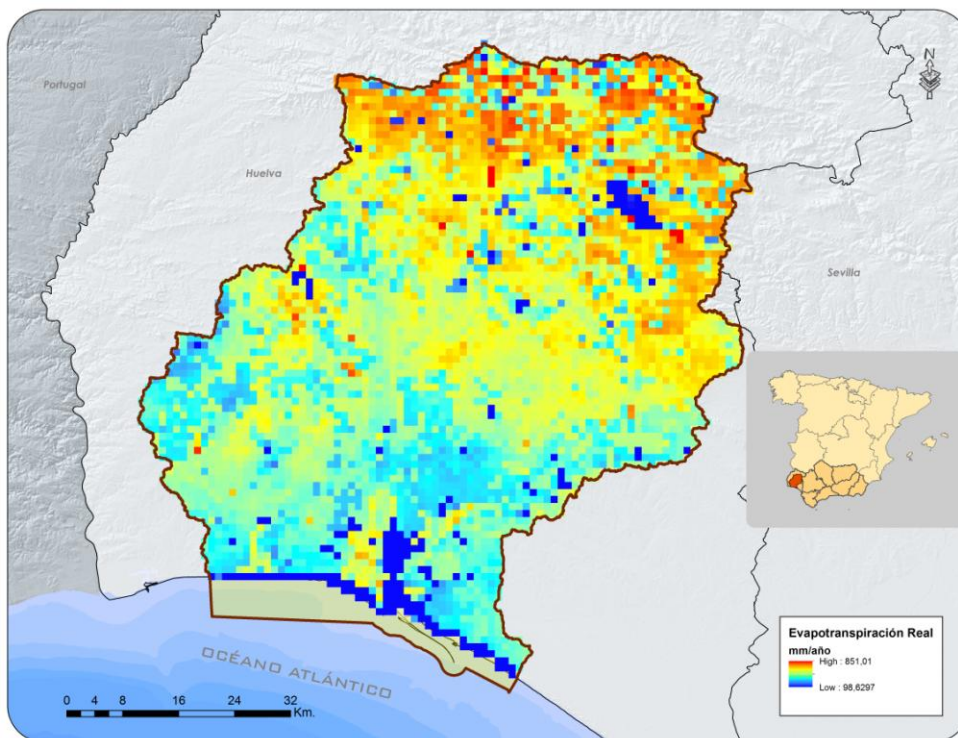 N
Portugal
Huelva
Sevilla
Evapotranspiración Real
mm/año
High : 851,01
Low : 98,6297
OCÉANO ATLÁNTICO
0 4 8 16 24 32
Km.